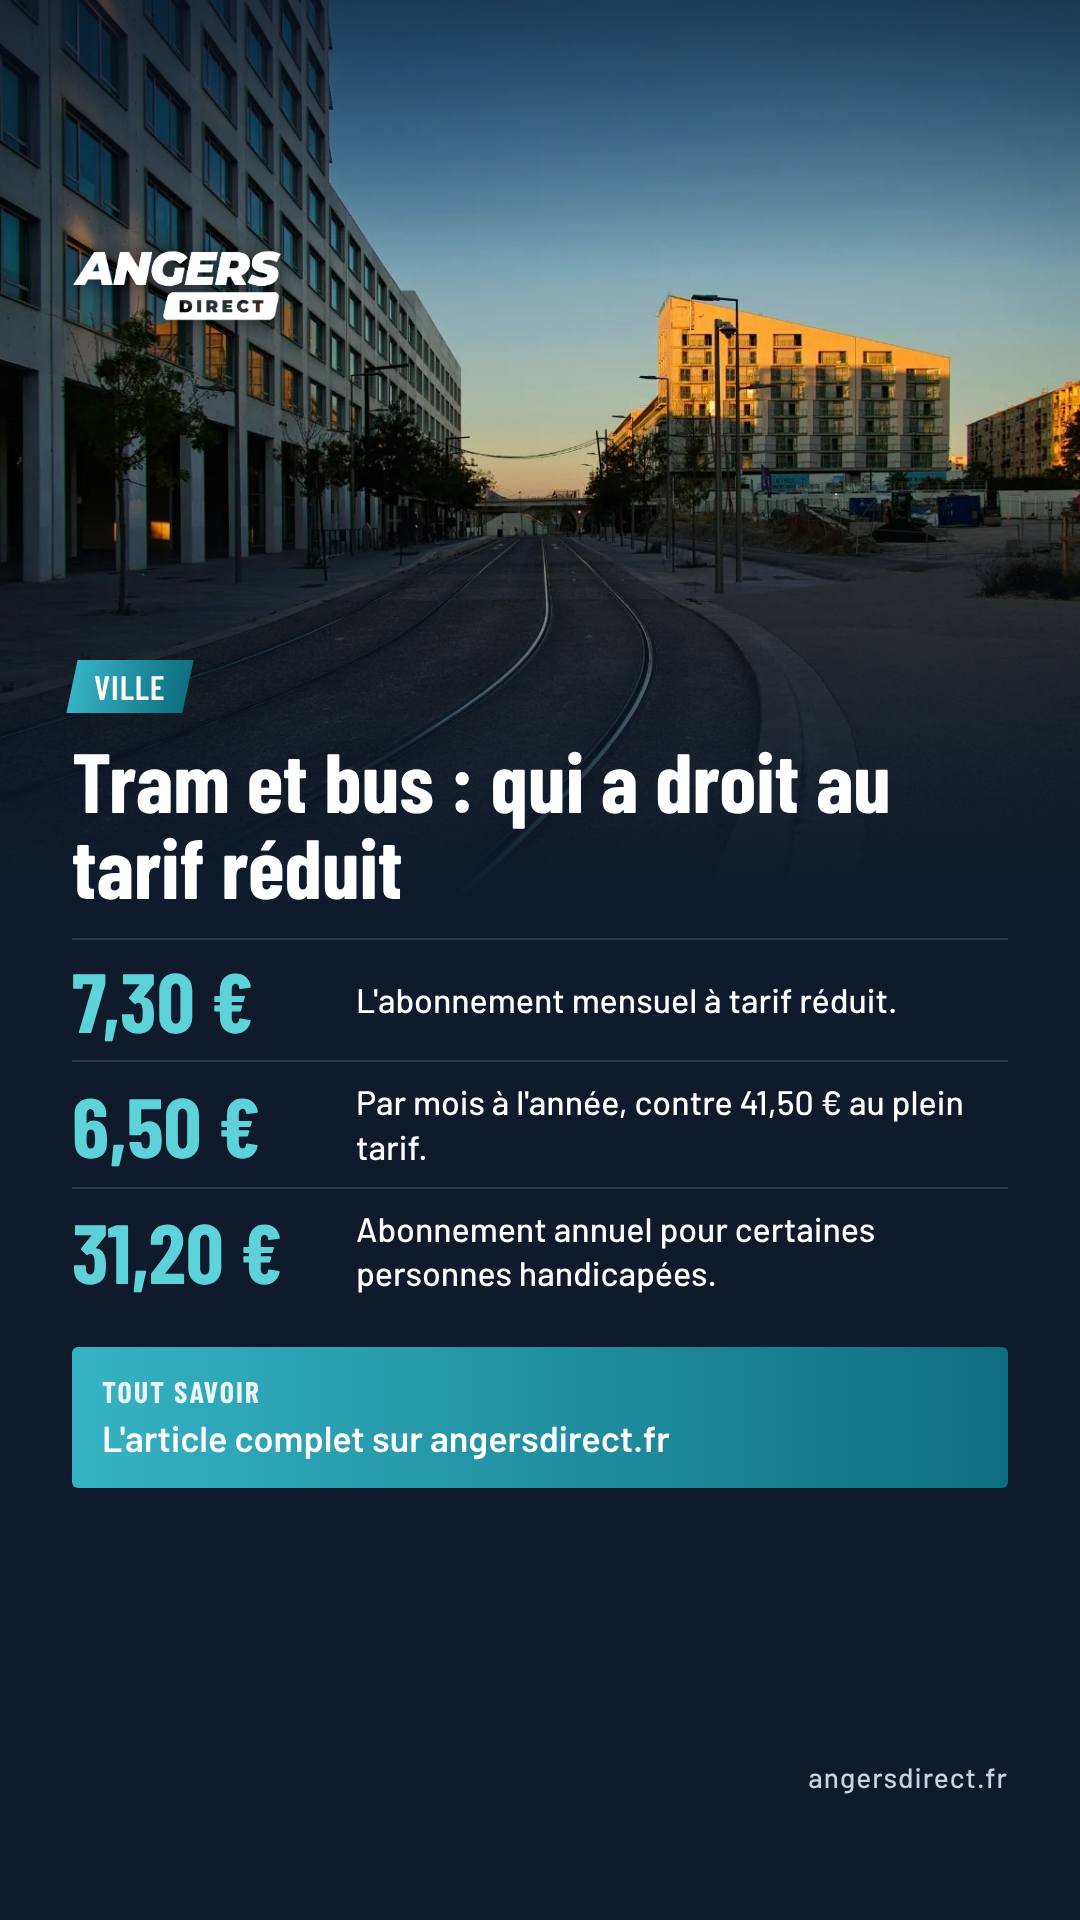 ANGERS
DIRECT
VILLE
Tram et bus : qui a droit au
tarif réduit
7,30 €
L'abonnement mensuel à tarif réduit.
6,50 €
Par mois à l'année, contre 41,50 € au plein
tarif.
31,20 €
Abonnement annuel pour certaines
personnes handicapées.
TOUT SAVOIR
L'article complet sur angersdirect.fr
angersdirect.fr